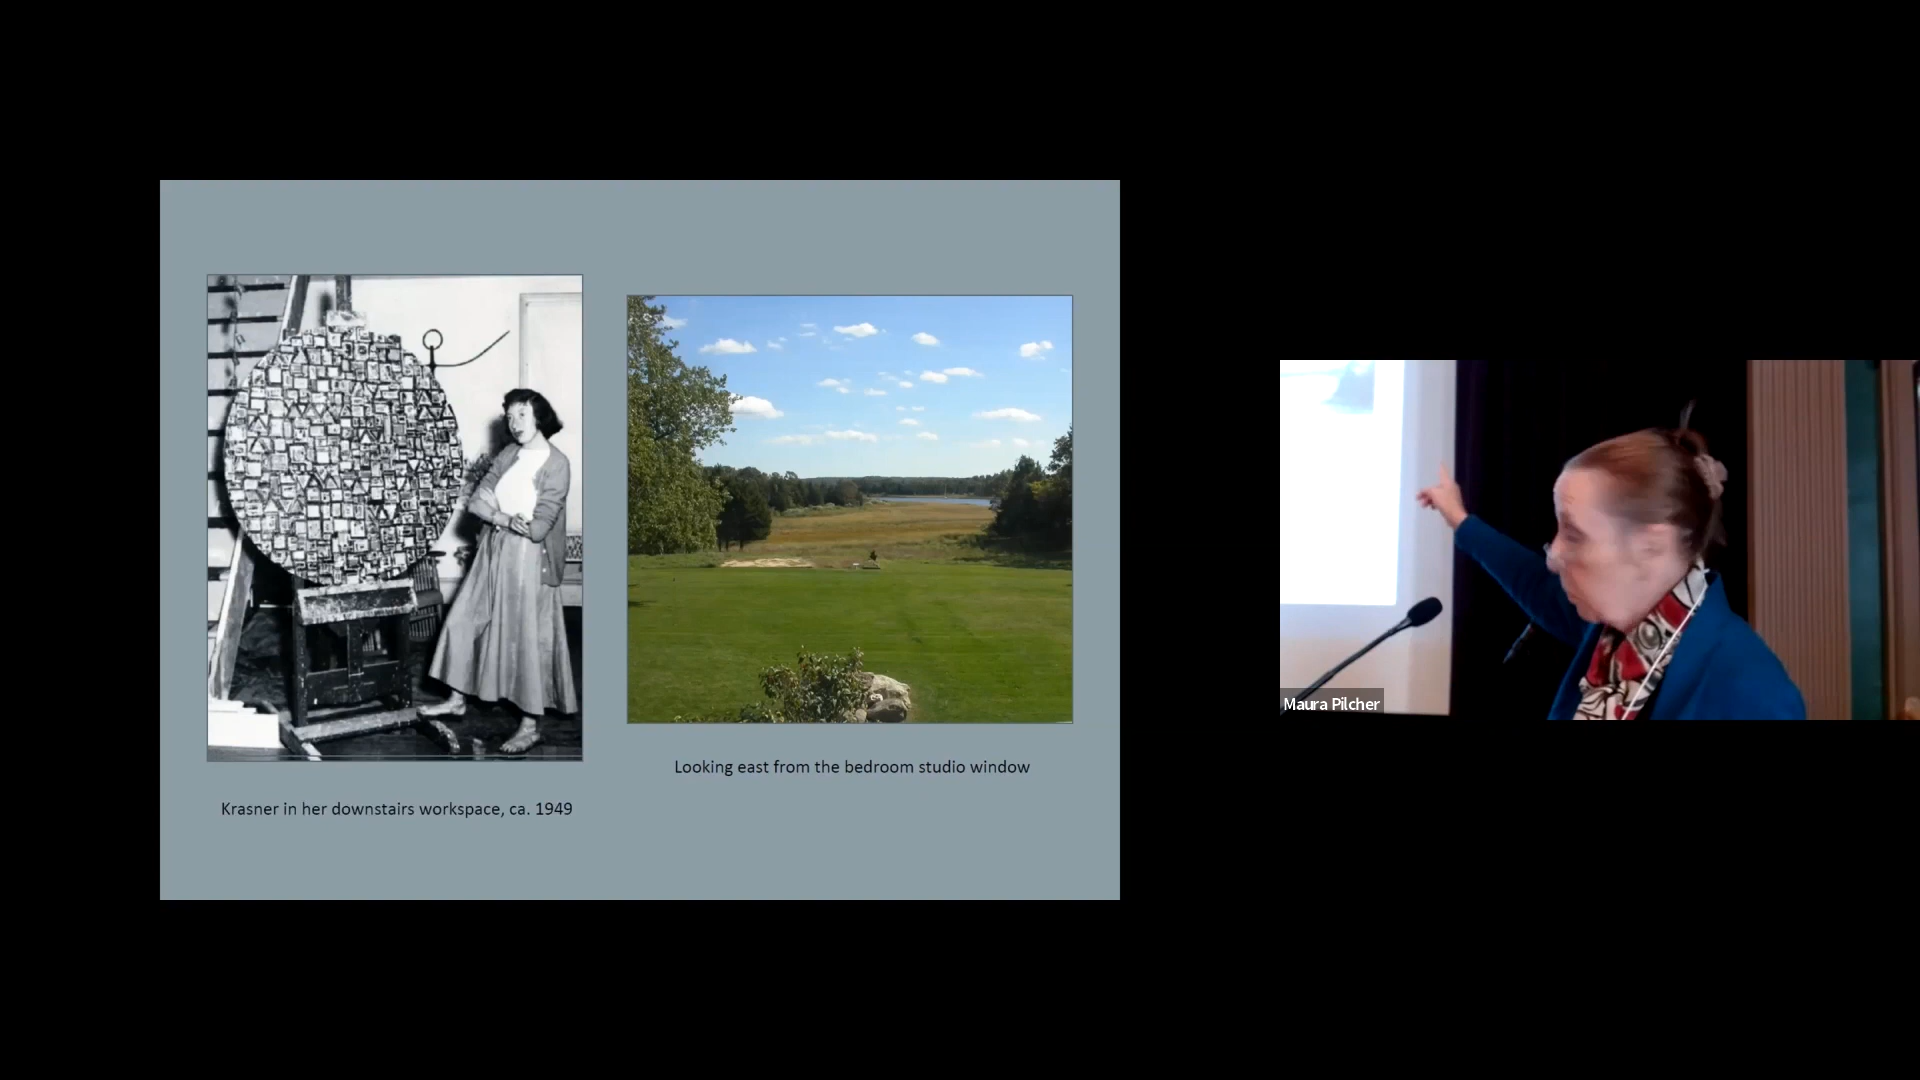 Krasner in her downstairs workspace, ca. 1949
Looking east from the bedroom studio window
Maura Pilcher